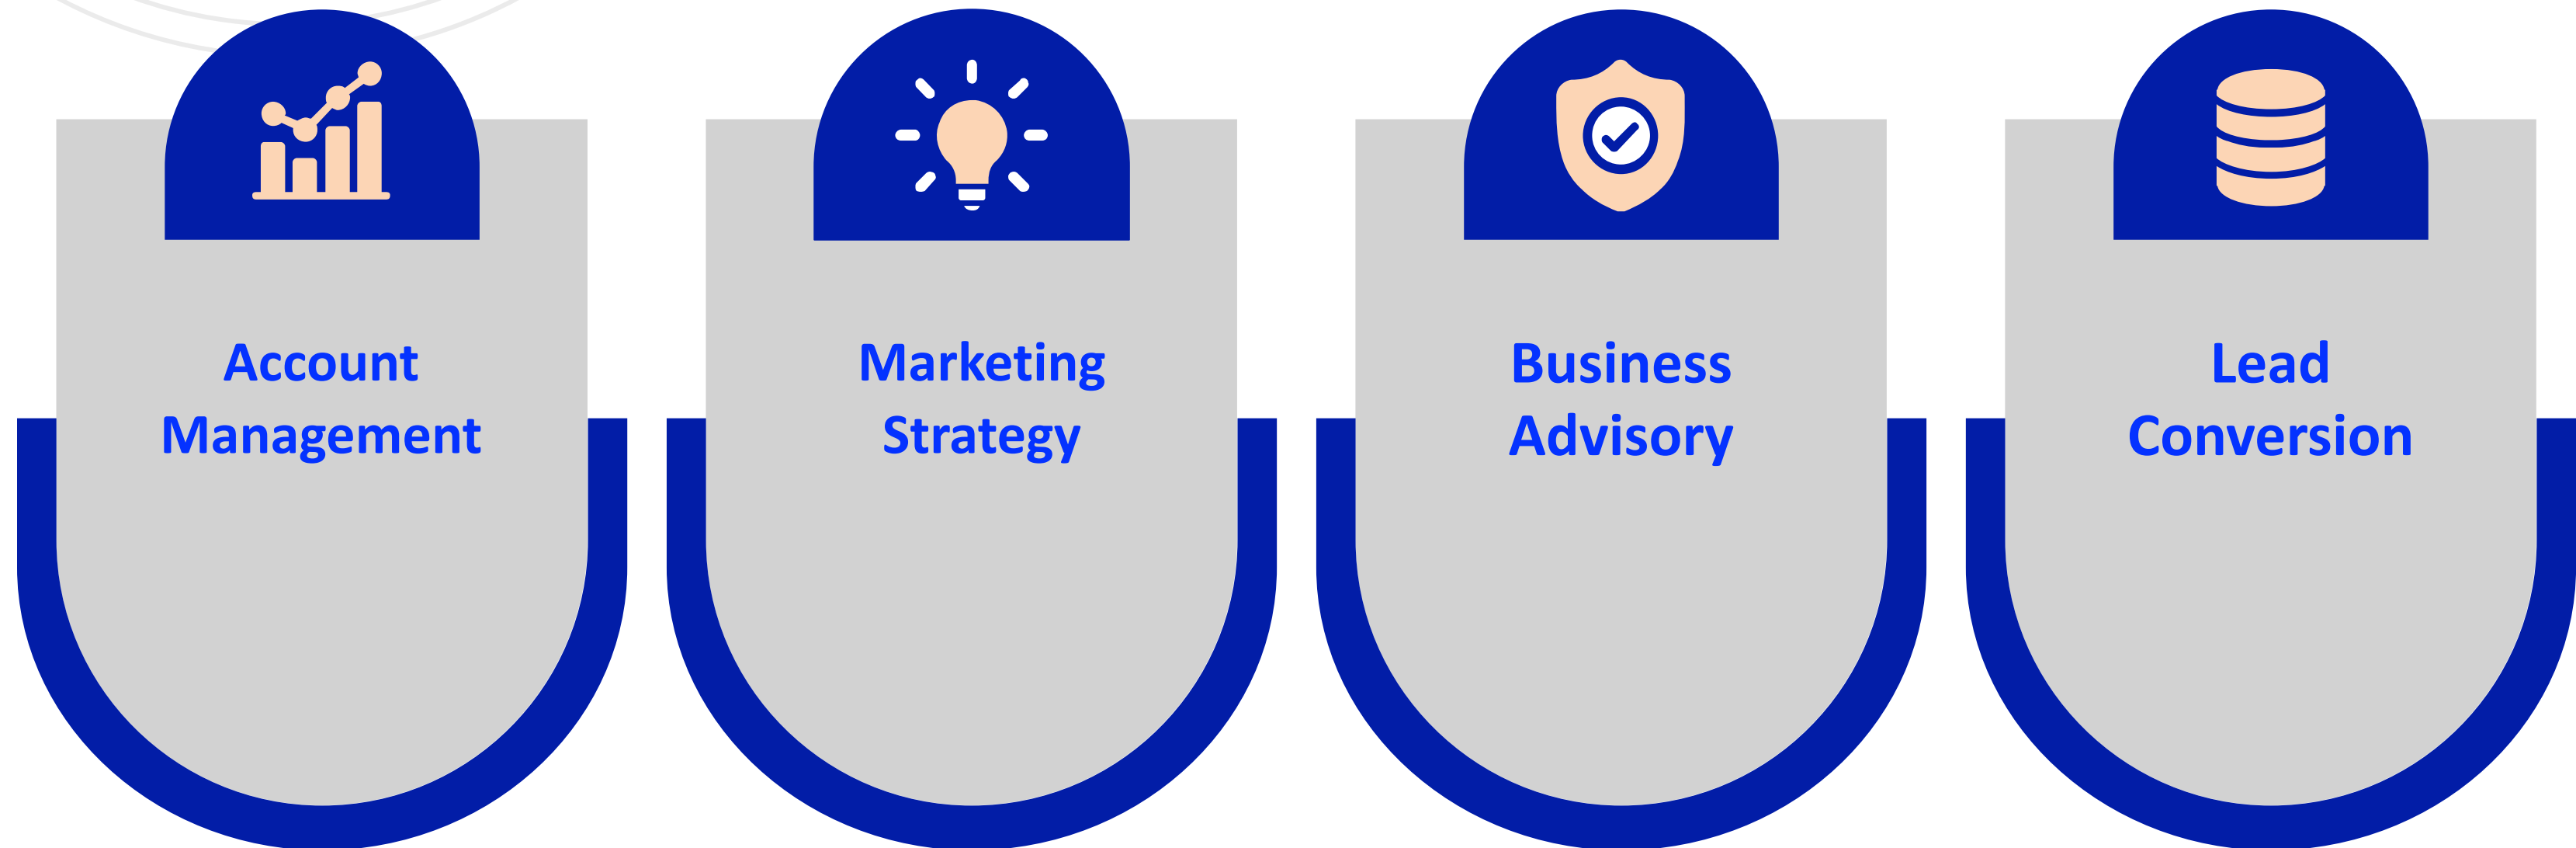 Account
Management
Marketing
Strategy
Business
Advisory
Lead
Conversion